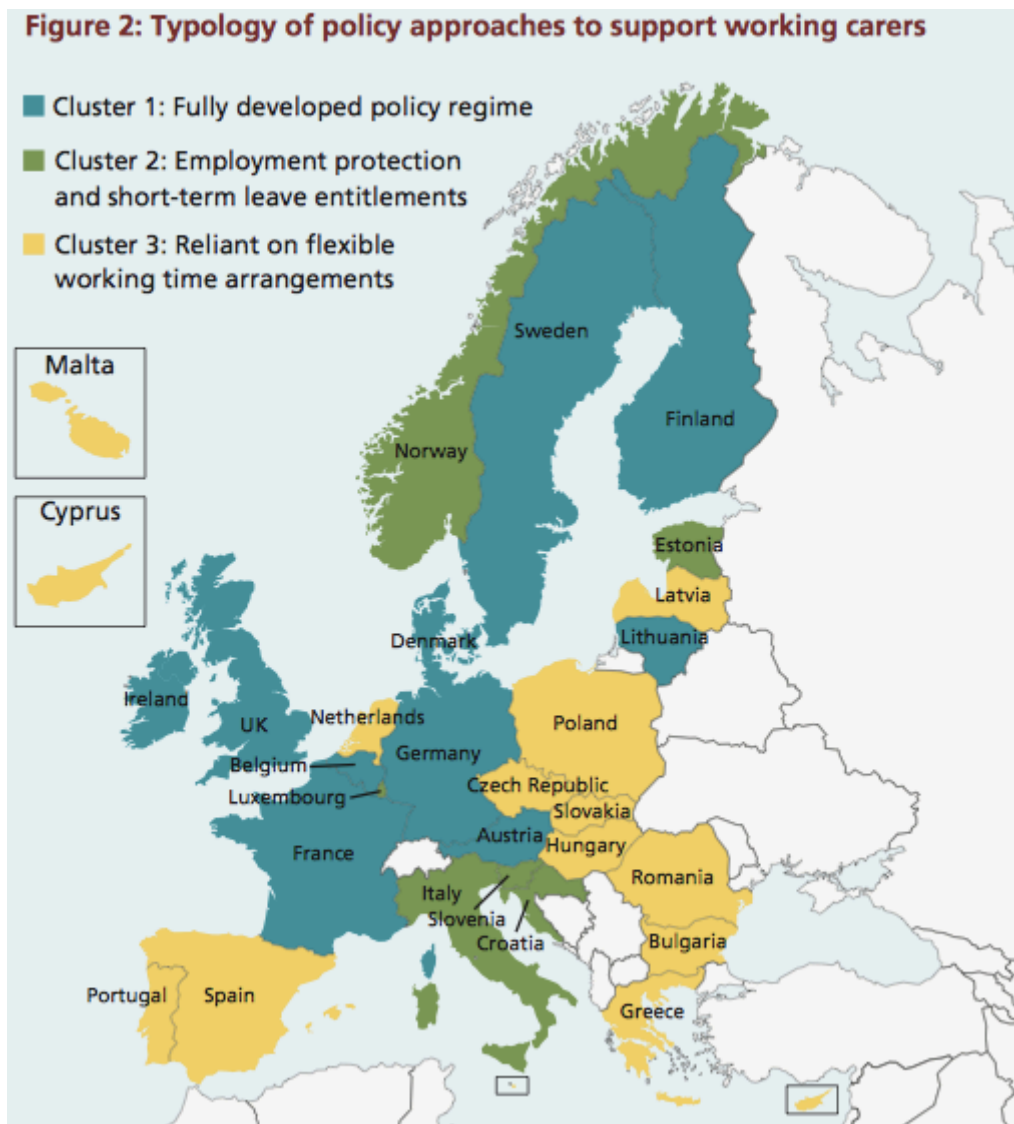 Figure 2: Typology of policy approaches to support working carers
Cluster 1: Fully developed policy regime
Cluster 2: Employment protection
and short-term leave entitlements
Cluster 3: Reliant on flexible
working time arrangements
Malta
Cyprus
Sweden
Finland
Norway
Estonia
Latvia
Lithuania
Denmark
Ireland
UK
Netherlands
Germany
Poland
Belgium
Luxembourg
Czech Republic
Slovakia
Austria
Hungary
France
Italy
Slovenia
Croatia
Romania
Bulgaria
Portugal
Spain
Greece